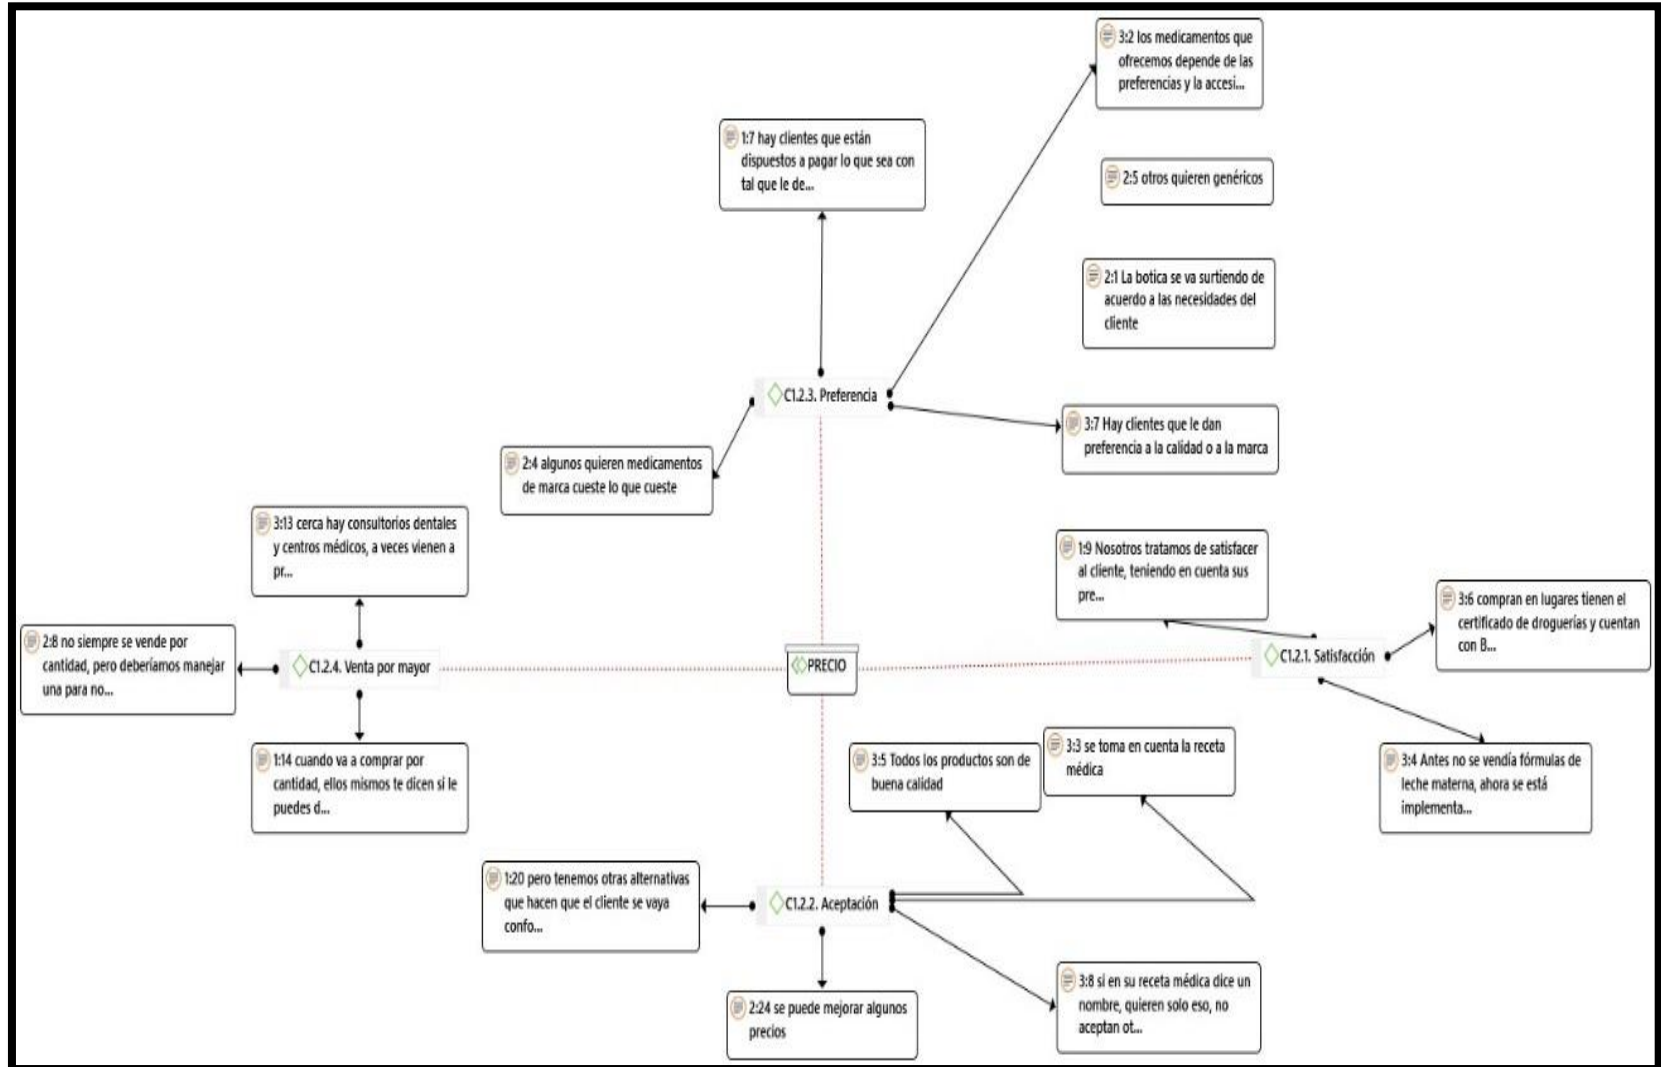 3:2 los medicamentos que
ofrecemos depende de las
preferencias y la accesi...
1:7 hay clientes que están
dispuestos a pagar lo que sea con
tal que le de...
2:5 otros quieren genéricos
2:1 La botica se va surtiendo de
acuerdo a las necesidades del
cliente
C1.2.3. Preferencia
3:7 Hay clientes que le dan
preferencia a la calidad o a la marca
2:4 algunos quieren medicamentos
de marca cueste lo que cueste
3:13 cerca hay consultorios dentales
y centros médicos, a veces vienen a
pr...
1:9 Nosotros tratamos de satisfacer
al cliente, teniendo en cuenta sus
pre...
3:6 compran en lugares tienen el
certificado de droguerías y cuentan
con B...
2:8 no siempre se vende por
cantidad, pero deberíamos manejar
una para no...
C1.2.4. Venta por mayor
PRECIO
C1.2.1. Satisfacción
1:14 cuando va a comprar por
cantidad, ellos mismos te dicen si le
puedes d...
3:5 Todos los productos son de
buena calidad
3:3 se toma en cuenta la receta
médica
3:4 Antes no se vendía fórmulas de
leche materna, ahora se está
implementa...
1:20 pero tenemos otras alternativas
que hacen que el cliente se vaya
confo...
C1.2.2. Aceptación
2:24 se puede mejorar algunos
precios
3:8 si en su receta médica dice un
nombre, quieren solo eso, no
aceptan ot...